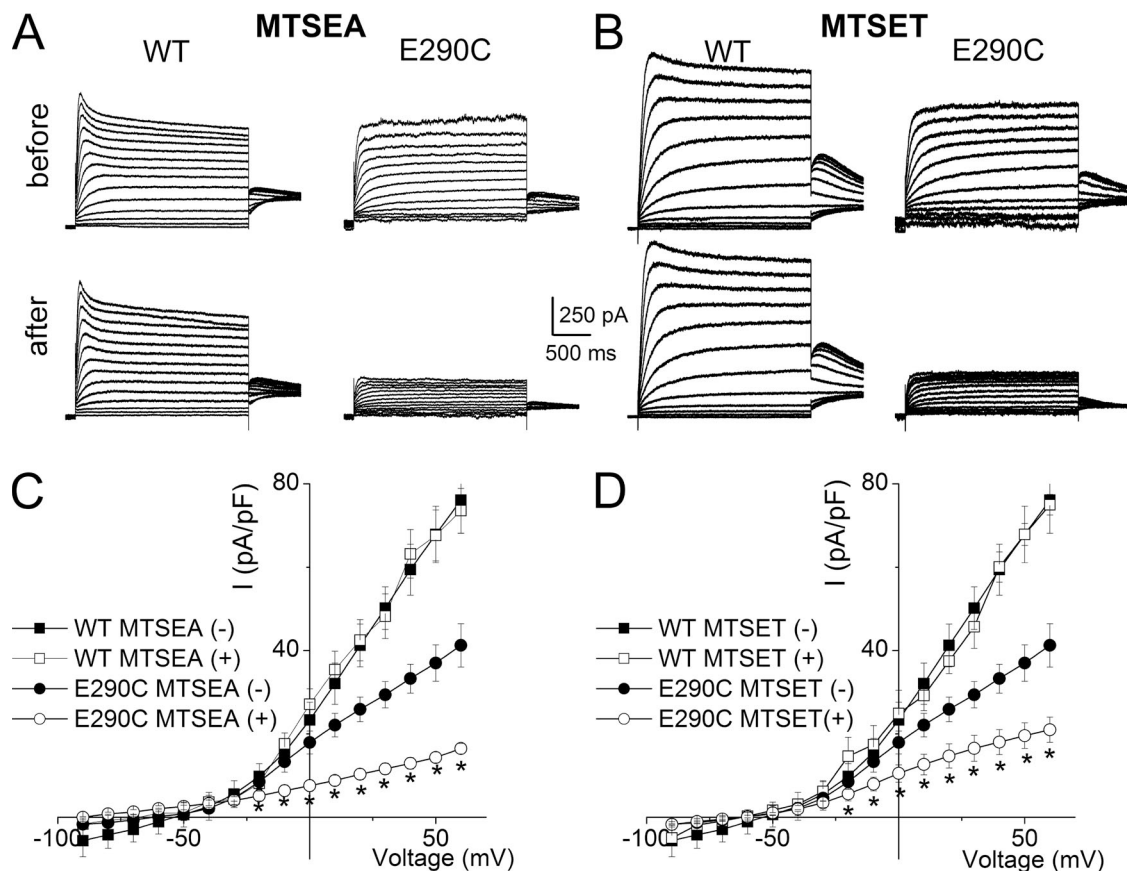 A MTSEA B MTSET
WT E290C WT E290C
before
after
250 pA
500 ms
C D
80 80
I (pA/pF) I (pA/pF)
WT MTSEA (-) WT MTSET (-)
WT MTSEA (+) 40 WT MTSET (+) 40
E290C MTSEA (-) E290C MTSET (-)
E290C MTSEA (+) E290C MTSET(+)
* * * * * * * * * * * * * * * * * *
-100 -50 50 -100 -50 50
Voltage (mV) Voltage (mV)